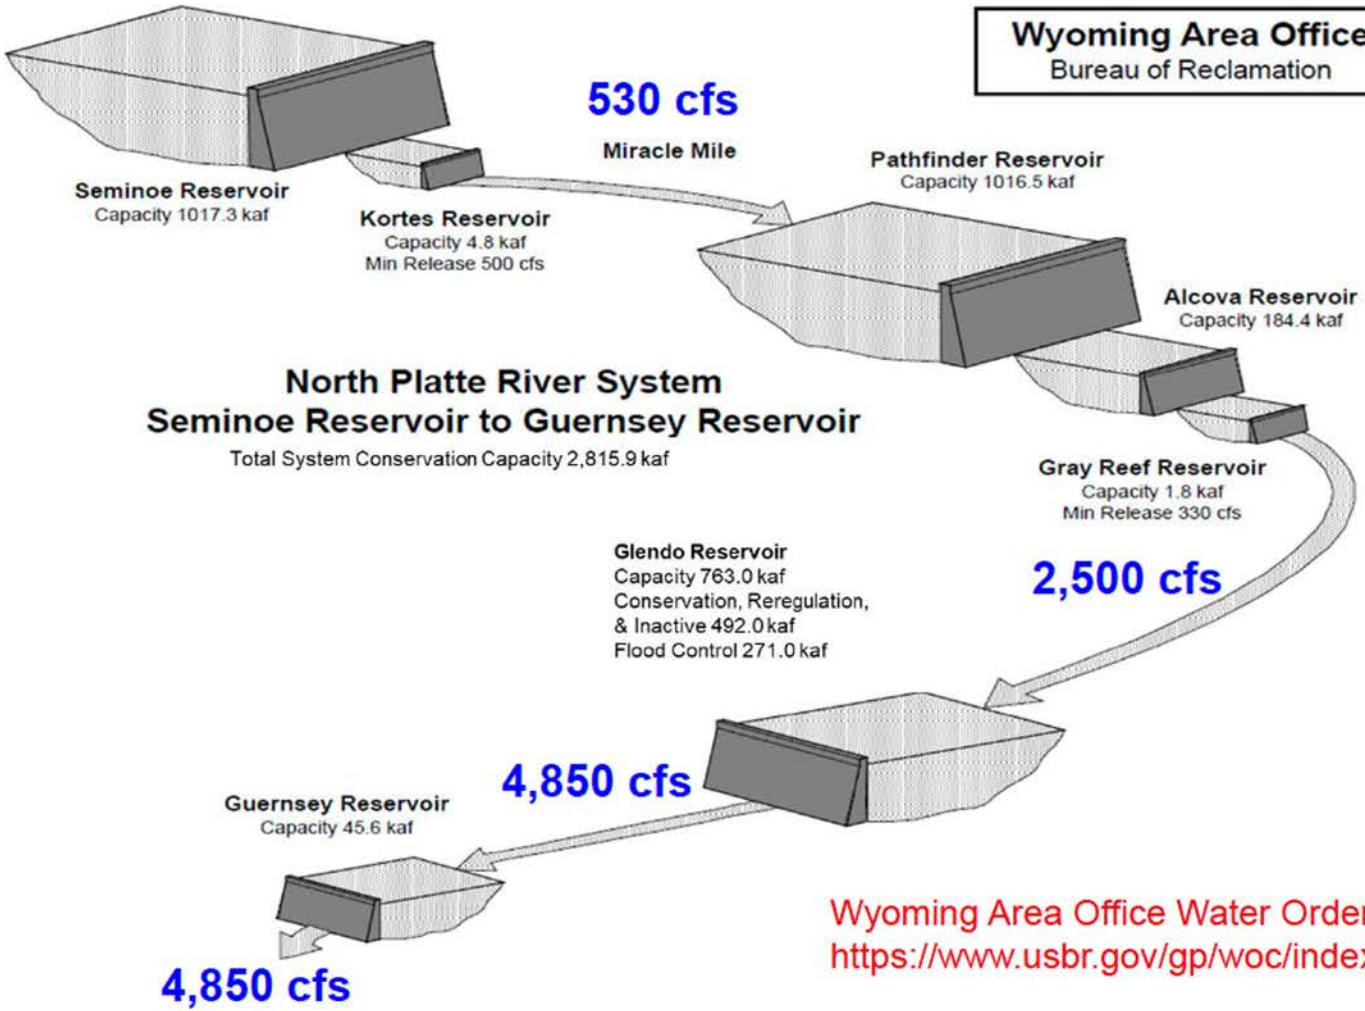 Wyoming Area Office
Bureau of Reclamation
530 cfs
Miracle Mile
Seminoe Reservoir
Capacity 1017.3 kaf
Kortes Reservoir
Capacity 4.8 kaf
Min Release 500 cfs
Pathfinder Reservoir
Capacity 1016.5 kaf
Alcova Reservoir
Capacity 184.4 kaf
North Platte River System
Seminoe Reservoir to Guernsey Reservoir
Total System Conservation Capacity 2,815.9 kaf
Gray Reef Reservoir
Capacity 1.8 kaf
Min Release 330 cfs
2,500 cfs
Glendo Reservoir
Capacity 763.0 kaf
Conservation, Reregulation,
& Inactive 492.0 kaf
Flood Control 271.0 kaf
4,850 cfs
Guernsey Reservoir
Capacity 45.6 kaf
4,850 cfs
Wyoming Area Office Water Order
https://www.usbr.gov/gp/woc/index